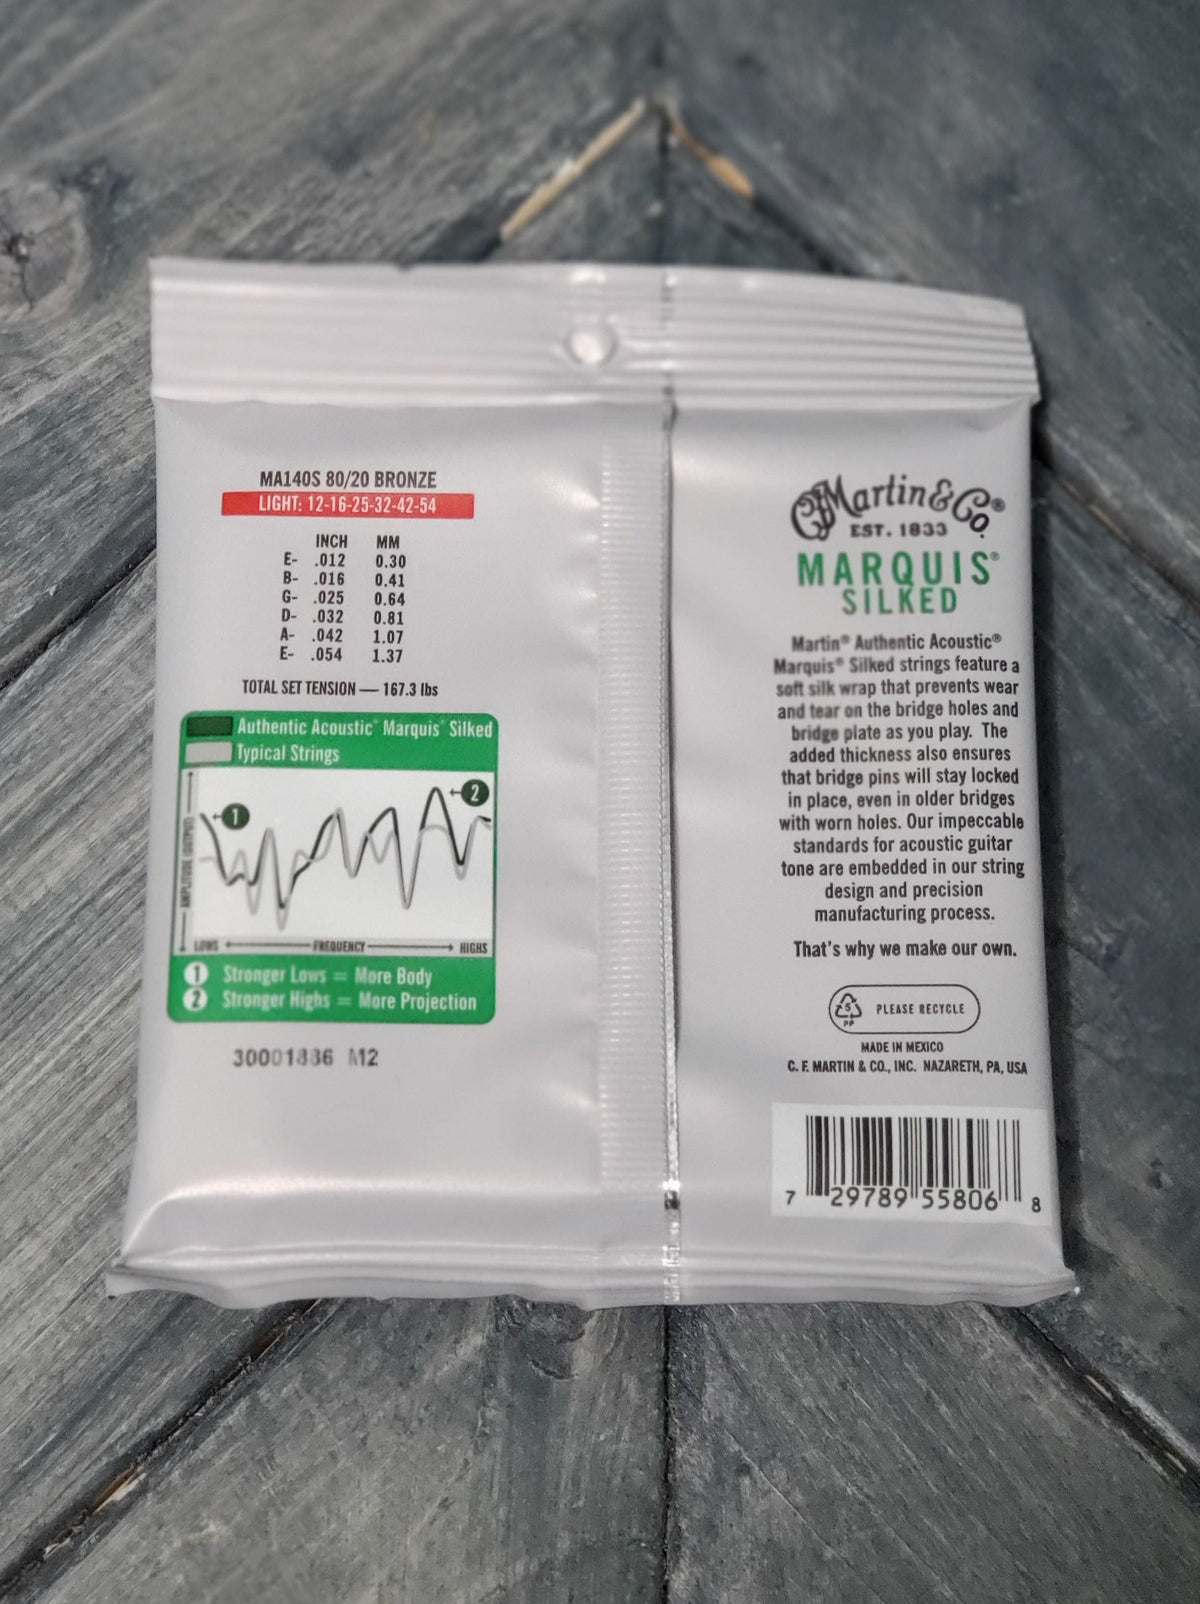 MA140S 80/20 BRONZE
LIGHT: 12-16-25-32-42-54
INCH MM
E- .012 0.30
B- .016 0.41
G- .025 0.64
D- .032 0.81
A- .042 1.07
E- .054 1.37
TOTAL SET TENSION — 167.3 lbs
Authentic Acoustic® Marquis® Silked
Typical Strings
1
2
AMPLITUDE (OUTPUT)
LOWS FREQUENCY HIGHS
1 Stronger Lows = More Body
2 Stronger Highs = More Projection
30001886 M12
CF Martin & Co.®
EST. 1833
MARQUIS®
SILKED
Martin® Authentic Acoustic®
Marquis® Silked strings feature a
soft silk wrap that prevents wear
and tear on the bridge holes and
bridge plate as you play. The
added thickness also ensures
that bridge pins will stay locked
in place, even in older bridges
with worn holes. Our impeccable
standards for acoustic guitar
tone are embedded in our string
design and precision
manufacturing process.
That's why we make our own.
5
PP
PLEASE RECYCLE
MADE IN MEXICO
C. F. MARTIN & CO., INC. NAZARETH, PA, USA
7 29789 55806 8